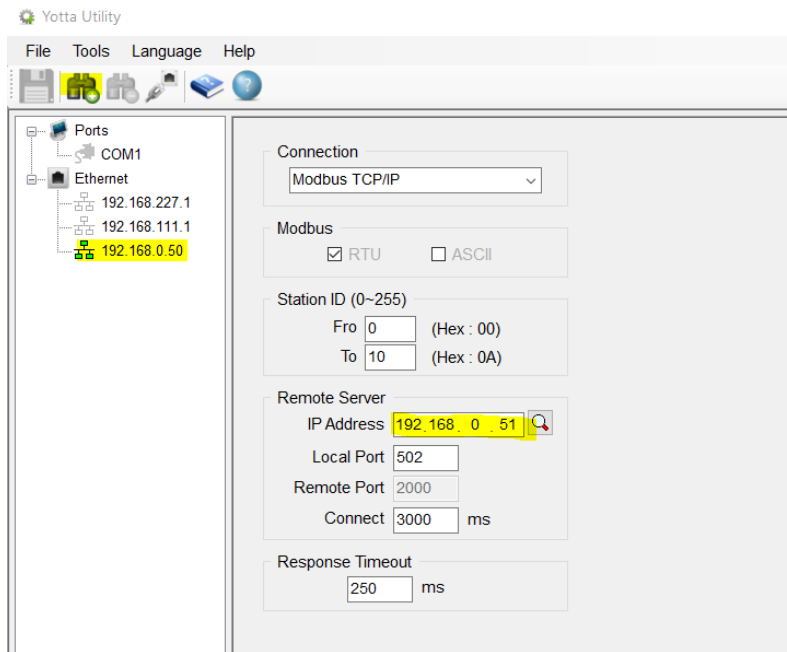 Yotta Utility
File Tools Language Help
Ports
COM1
Ethernet
192.168.227.1
192.168.111.1
192.168.0.50
Connection
Modbus TCP/IP
Modbus
RTU ASCII
Station ID (0~255)
Fro 0 (Hex : 00)
To 10 (Hex : 0A)
Remote Server
IP Address 192 . 168 . 0 . 51
Local Port 502
Remote Port 2000
Connect 3000 ms
Response Timeout
250 ms